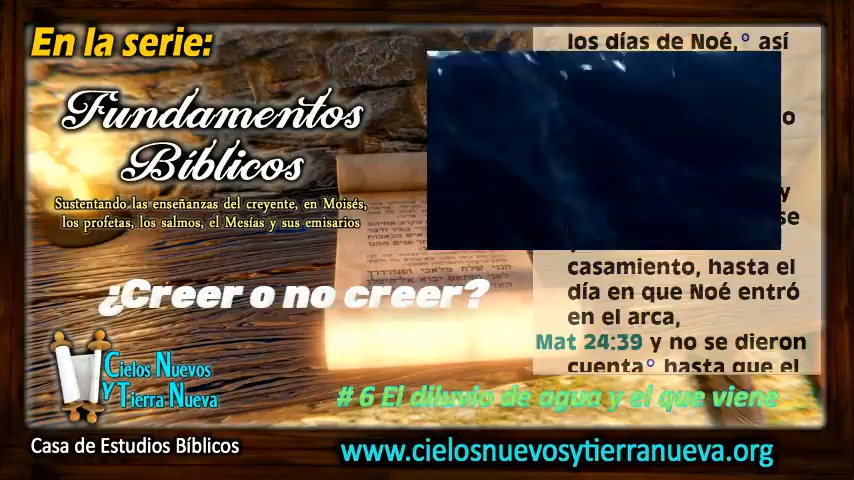 En la serie:
Fundamentos
Bíblicos
Sustentando las enseñanzas del creyente, en Moisés,
los profetas, los salmos, el Mesías y sus emisarios
¿Creer o no creer?
los días de Noé,° así
o
y
se
casamiento, hasta el
día en que Noé entró
en el arca,
Mat 24:39 y no se dieron
cuenta° hasta que el
# 6 El diluvio de agua y el que viene
Cielos Nuevos
Y Tierra Nueva
Casa de Estudios Bíblicos
www.cielosnuevosytierranueva.org